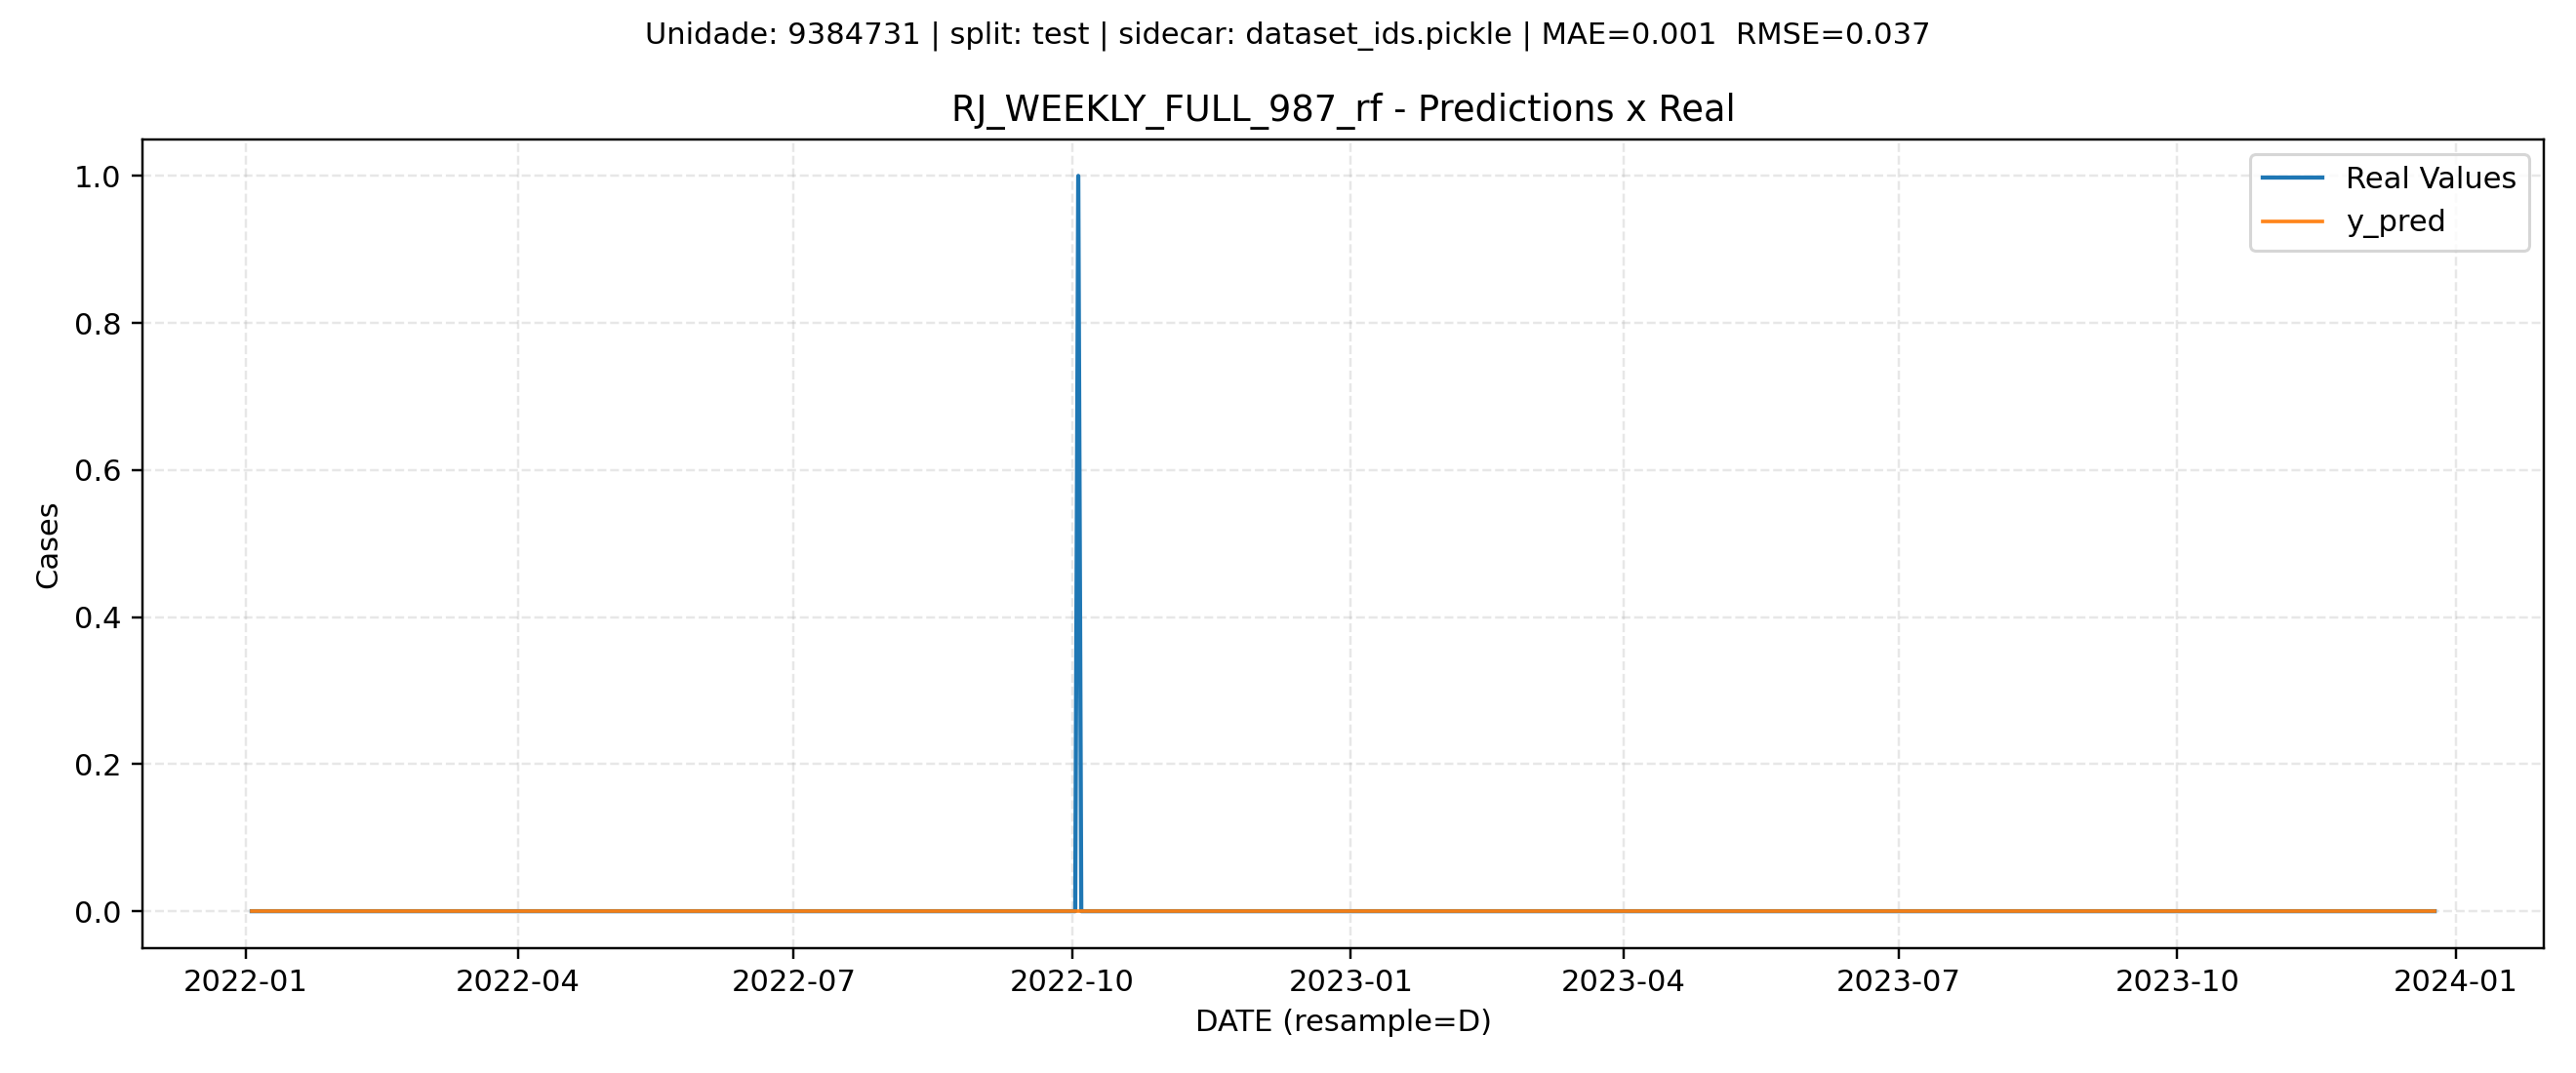 Unidade: 9384731 | split: test | sidecar: dataset_ids.pickle | MAE=0.001  RMSE=0.037
RJ_WEEKLY_FULL_987_rf - Predictions x Real
Real Values
y_pred
1.0
0.8
0.6
0.4
0.2
0.0
Cases
2022-01
2022-04
2022-07
2022-10
2023-01
2023-04
2023-07
2023-10
2024-01
DATE (resample=D)